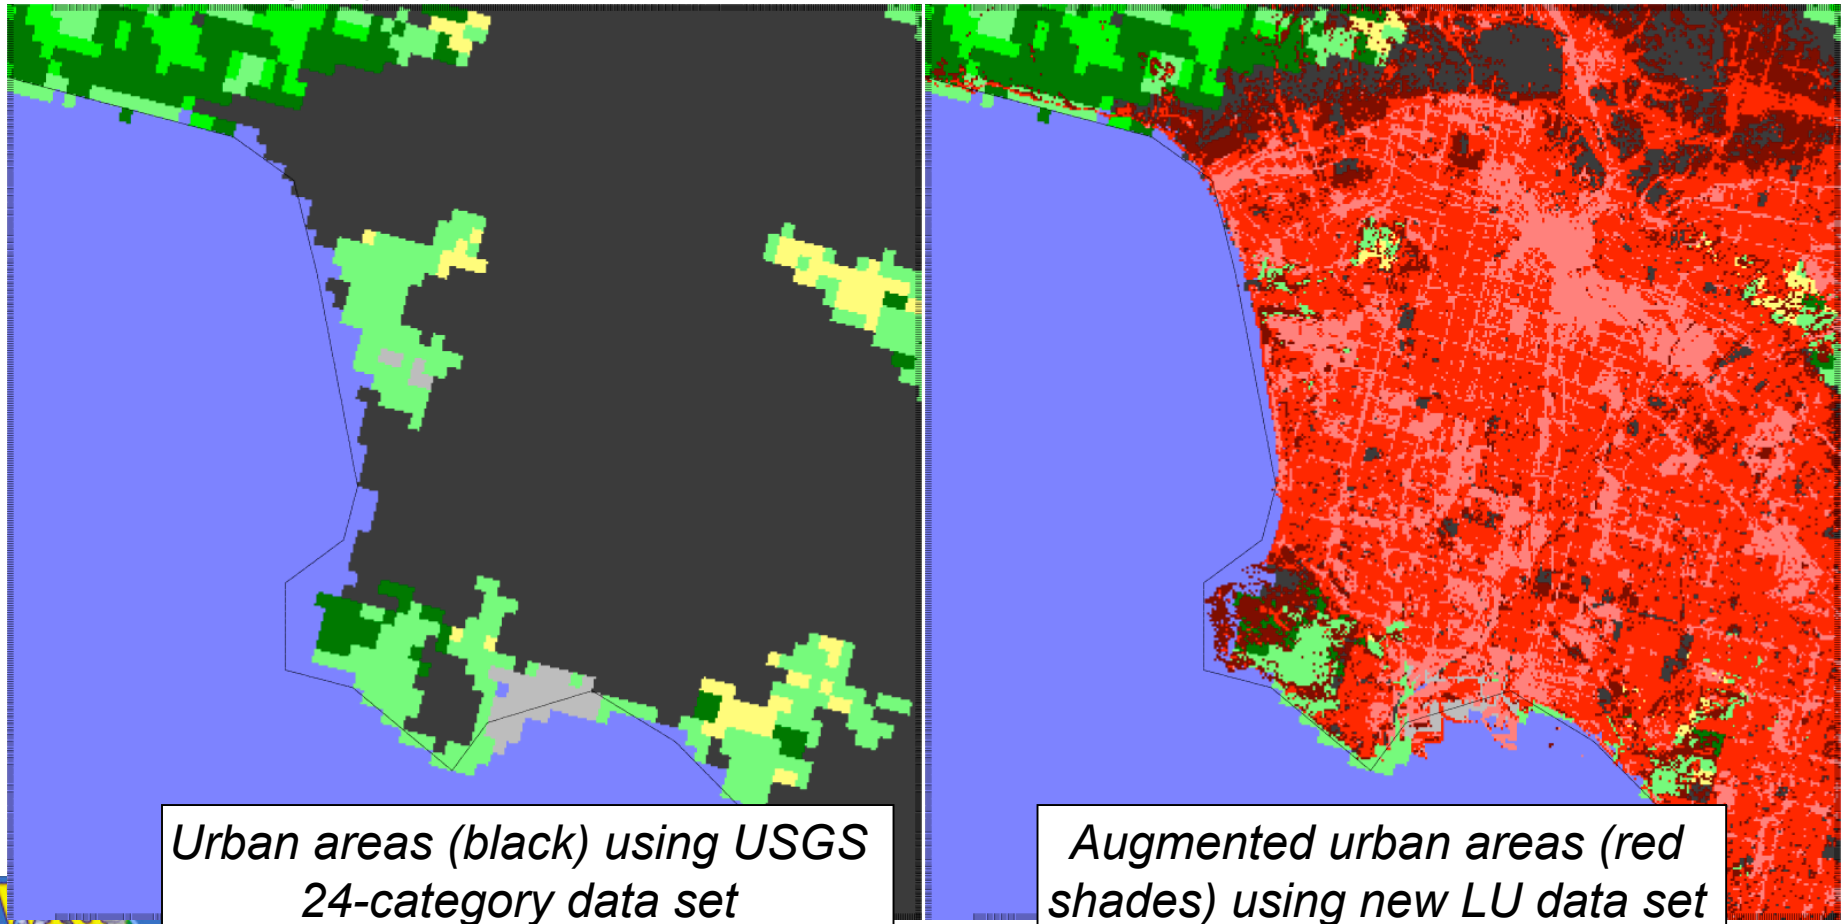 Urban areas (black) using USGS
24-category data set
Augmented urban areas (red
shades) using new LU data set